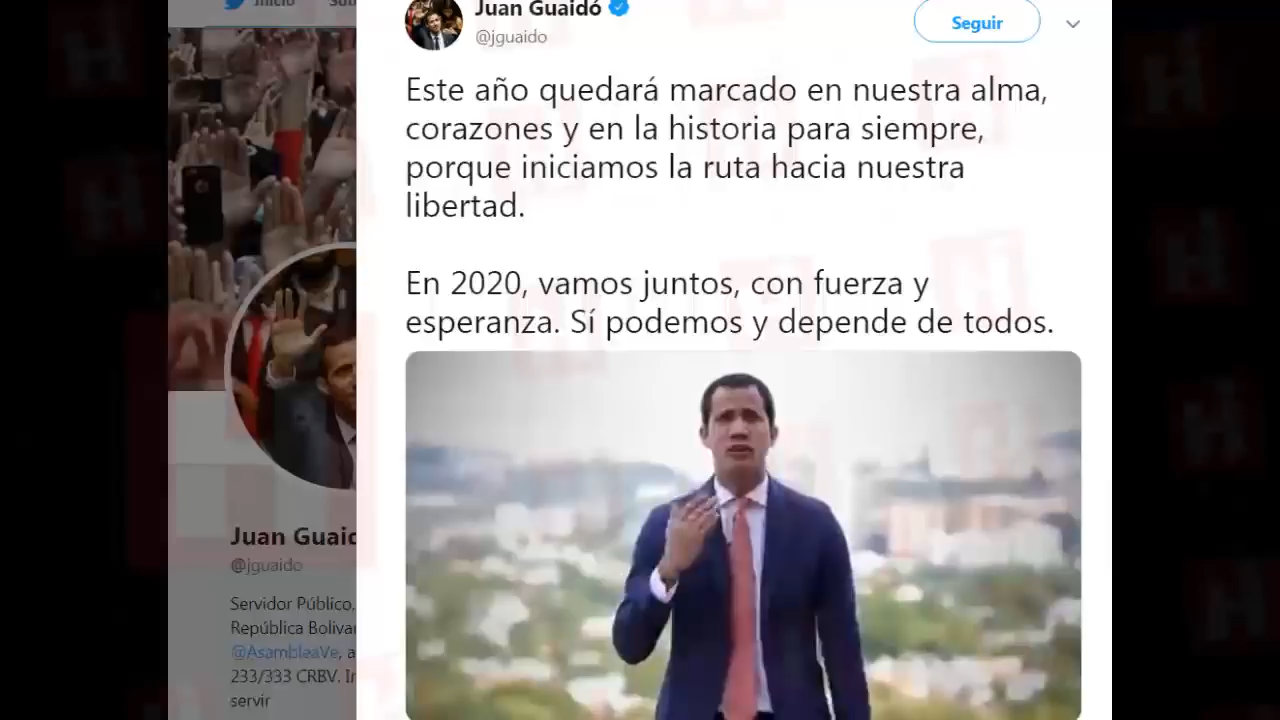 Inicio
Juan Guaidó
@jguaido
Seguir
Este año quedará marcado en nuestra alma,
corazones y en la historia para siempre,
porque iniciamos la ruta hacia nuestra
libertad.
En 2020, vamos juntos, con fuerza y
esperanza. Sí podemos y depende de todos.
Juan Guaid
@jguaido
Servidor Público,
República Boliva
@AsambleaVe, a
233/333 CRBV. I
servir